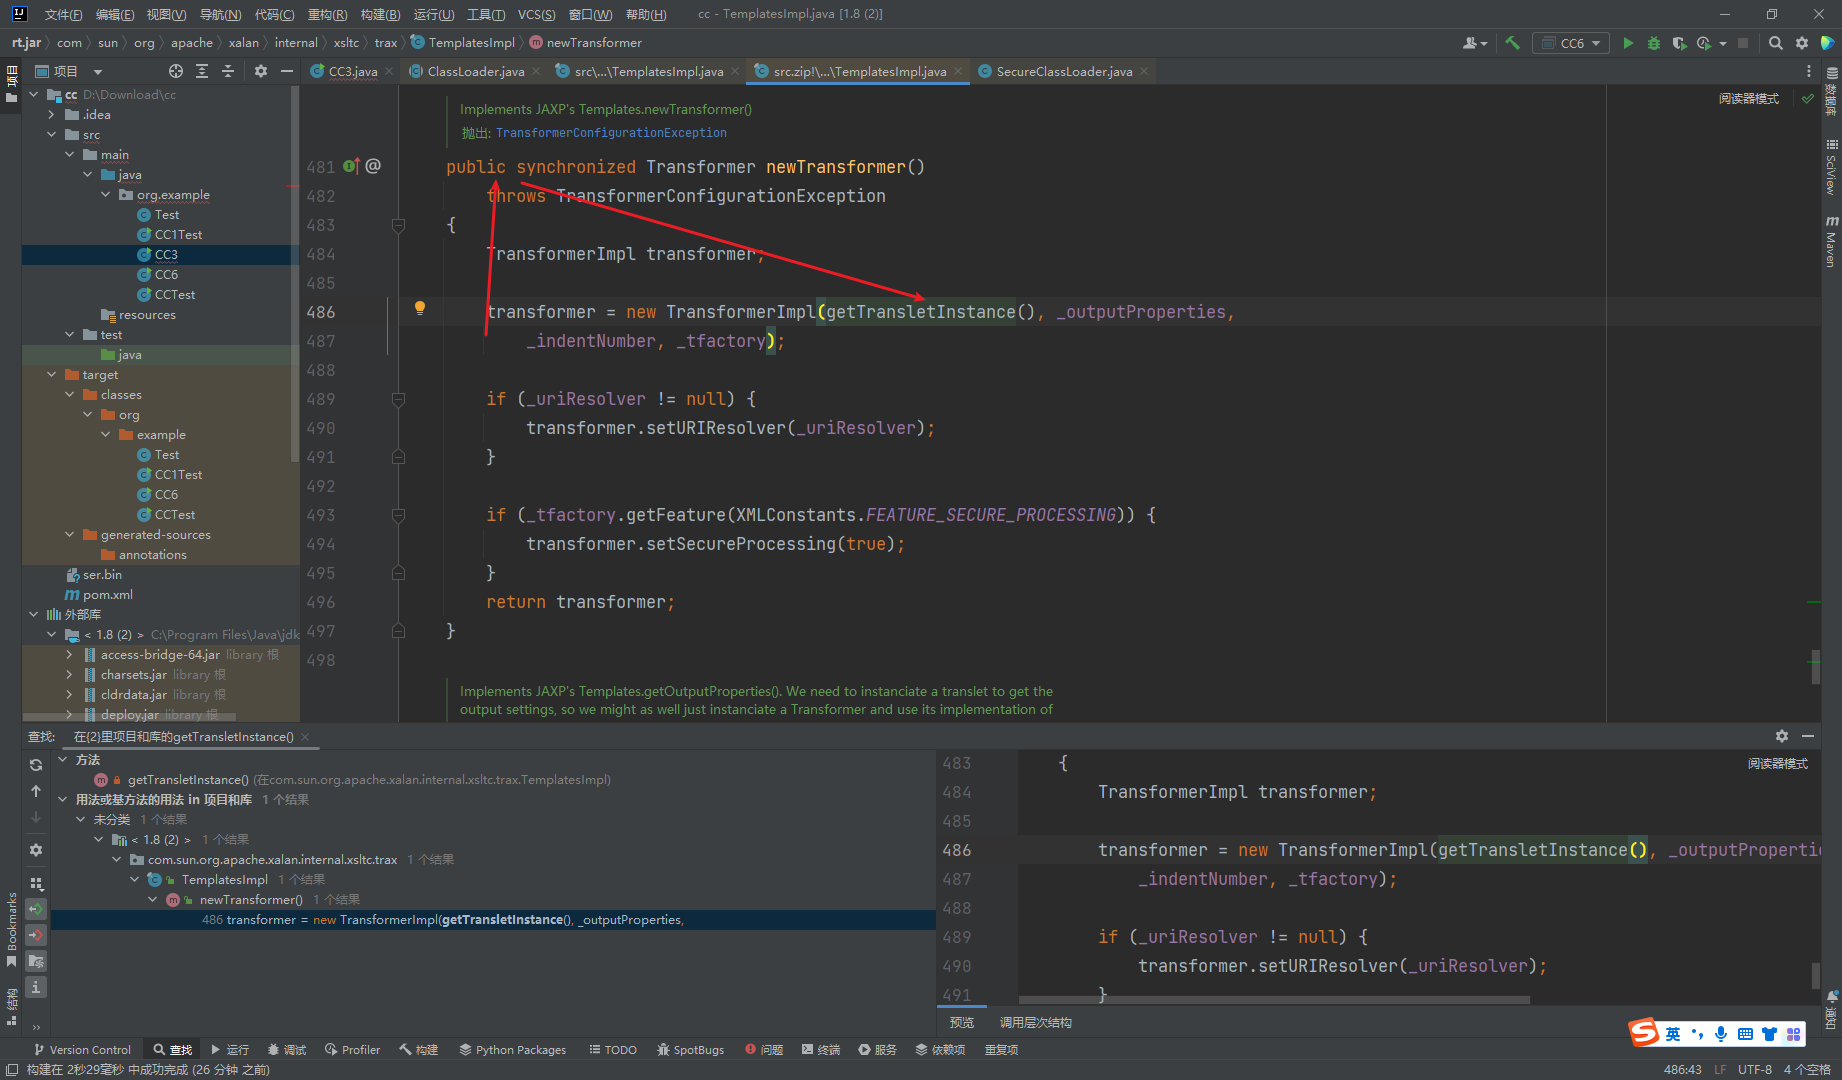 文件(F) 编辑(E) 视图(V) 导航(N) 代码(C) 重构(R) 构建(B) 运行(U) 工具(T) VCS(S) 窗口(W) 帮助(H) cc - TemplatesImpl.java [1.8 (2)]
rt.jar com sun org apache xalan internal xsltc trax TemplatesImpl newTransformer CC6
项目
项目 CC3.java ClassLoader.java src\...\TemplatesImpl.java src.zip!\...\TemplatesImpl.java SecureClassLoader.java
cc D:\Download\cc
.idea
src
main
java
org.example
Test
CC1Test
CC3
CC6
CCTest
resources
test
java
target
classes
org
example
Test
CC1Test
CC6
CCTest
generated-sources
annotations
ser.bin
pom.xml
外部库
< 1.8 (2) > C:\Program Files\Java\jdk
access-bridge-64.jar library 根
charsets.jar library 根
cldrdata.jar library 根
deploy.jar library 根
阅读器模式
Implements JAXP's Templates.newTransformer()
抛出: TransformerConfigurationException
481 public synchronized Transformer newTransformer()
482 throws TransformerConfigurationException
483 {
484 TransformerImpl transformer;
485
486 transformer = new TransformerImpl(getTransletInstance(), _outputProperties,
487 _indentNumber, _tfactory);
488
489 if (_uriResolver != null) {
490 transformer.setURIResolver(_uriResolver);
491 }
492
493 if (_tfactory.getFeature(XMLConstants.FEATURE_SECURE_PROCESSING)) {
494 transformer.setSecureProcessing(true);
495 }
496 return transformer;
497 }
498
Implements JAXP's Templates.getOutputProperties(). We need to instanciate a translet to get the
output settings, so we might as well just instanciate a Transformer and use its implementation of
数据库
SciView
Maven
通知
查找: 在{2}里项目和库的getTransletInstance()
方法
getTransletInstance() (在com.sun.org.apache.xalan.internal.xsltc.trax.TemplatesImpl)
用法或基方法的用法 in 项目和库 1 个结果
未分类 1 个结果
< 1.8 (2) > 1 个结果
com.sun.org.apache.xalan.internal.xsltc.trax 1 个结果
TemplatesImpl 1 个结果
newTransformer() 1 个结果
486 transformer = new TransformerImpl(getTransletInstance(), _outputProperties,
Bookmarks
结构
483 {
阅读器模式
484 TransformerImpl transformer;
485
486 transformer = new TransformerImpl(getTransletInstance(), _outputProperti
487 _indentNumber, _tfactory);
488
489 if (_uriResolver != null) {
490 transformer.setURIResolver(_uriResolver);
491 }
预览 调用层次结构
英
Version Control 查找 运行 调试 Profiler 构建 Python Packages TODO SpotBugs 问题 终端 服务 依赖项 重复项
构建在 2秒29毫秒 中成功完成 (26 分钟 之前) 486:43 LF UTF-8 4 个空格